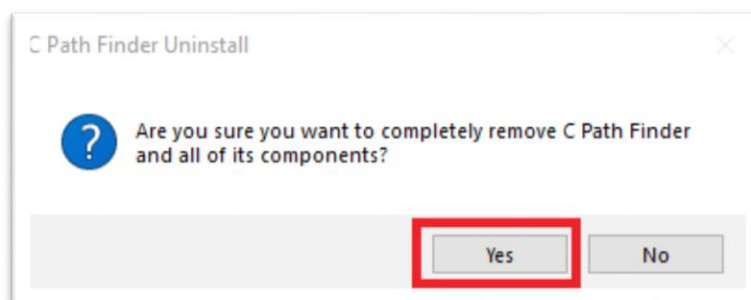 C Path Finder Uninstall
?
Are you sure you want to completely remove C Path Finder
and all of its components?
Yes No